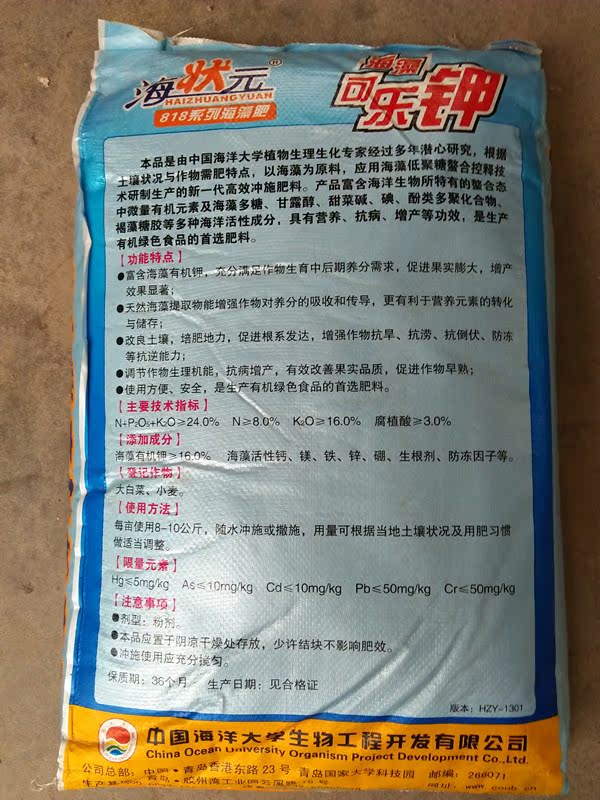 海状元®
HAIZHUANGYUAN
818系列海藻肥
海藻
可乐钾
本品是由中国海洋大学植物生理生化专家经过多年潜心研究，根据
土壤状况与作物需肥特点，以海藻为原料，应用海藻低聚糖螯合控释技
术研制生产的新一代高效冲施肥料。产品富含海洋生物所特有的螯合态
中微量有机元素及海藻多糖、甘露醇、甜菜碱、碘、酚类多聚化合物、
褐藻糖胶等多种海洋活性成分，具有营养、抗病、增产等功效，是生产
有机绿色食品的首选肥料。
【功能特点】
●富含海藻有机钾，充分满足作物生育中后期养分需求，促进果实膨大，增产
效果显著；
●天然海藻提取物能增强作物对养分的吸收和传导，更有利于营养元素的转化
与储存；
●改良土壤，培肥地力，促进根系发达，增强作物抗旱、抗涝、抗倒伏、防冻
等抗逆能力；
●调节作物生理机能，抗病增产，有效改善果实品质，促进作物早熟；
●使用方便、安全，是生产有机绿色食品的首选肥料。
【主要技术指标】
N+P₂O₅+K₂O≥24.0% N≥8.0% K₂O≥16.0% 腐植酸≥3.0%
【添加成分】
海藻有机钾≥16.0% 海藻活性钙、镁、铁、锌、硼、生根剂、防冻因子等。
【登记作物】
大白菜、小麦。
【使用方法】
每亩使用8-10公斤，随水冲施或撒施，用量可根据当地土壤状况及用肥习惯
做适当调整。
【限量元素】
Hg≤5mg/kg As≤10mg/kg Cd≤10mg/kg Pb≤50mg/kg Cr≤50mg/kg
【注意事项】
●剂型：粉剂。
●本品应置于阴凉干燥处存放，少许结块不影响肥效。
●冲施使用应充分搅匀。
保质期：36个月 生产日期：见合格证
版本：HZY-1301
中国海洋大学生物工程开发有限公司
China Ocean University Organism Project Development Co.,Ltd.
公司总部：中国·青岛香港东路23号 青岛国家大学科技园 邮编：266071
生产基地 青岛·胶州湾工业园 网址：www.